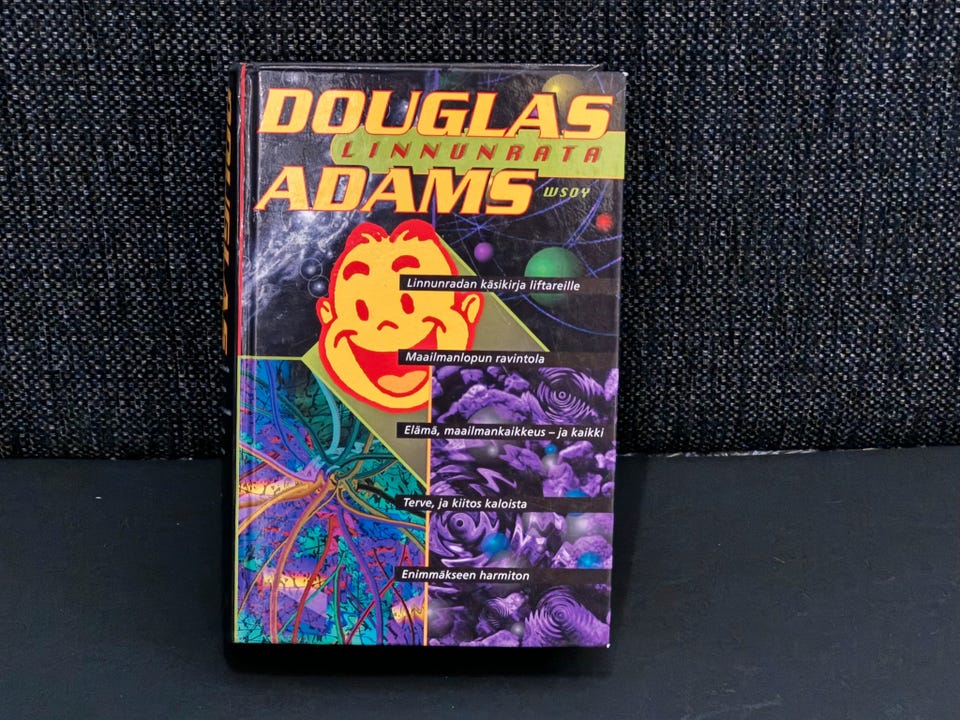 DOUGLAS
LINNUNRATA
ADAMS
WSOY
Linnunradan käsikirja liftareille
Maailmanlopun ravintola
Elämä, maailmankaikkeus – ja kaikki
Terve, ja kiitos kaloista
Enimmäkseen harmiton